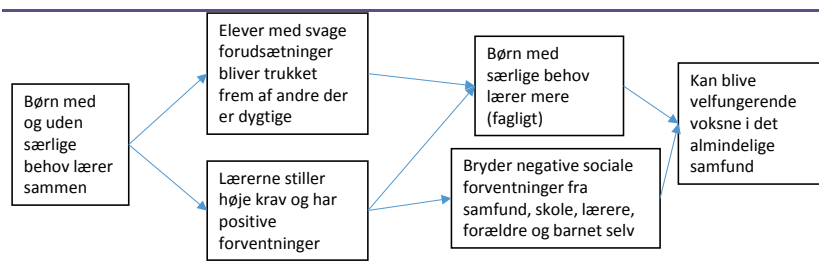 Børn med
og uden
særlige
behov lærer
sammen
Elever med svage
forudsætninger
bliver trukket
frem af andre der
er dygtige
Lærerne stiller
høje krav og har
positive
forventninger
Børn med
særlige behov
lærer mere
(fagligt)
Bryder negative sociale
forventninger fra
samfund, skole, lærere,
forældre og barnet selv
Kan blive
velfungerende
voksne i det
almindelige
samfund